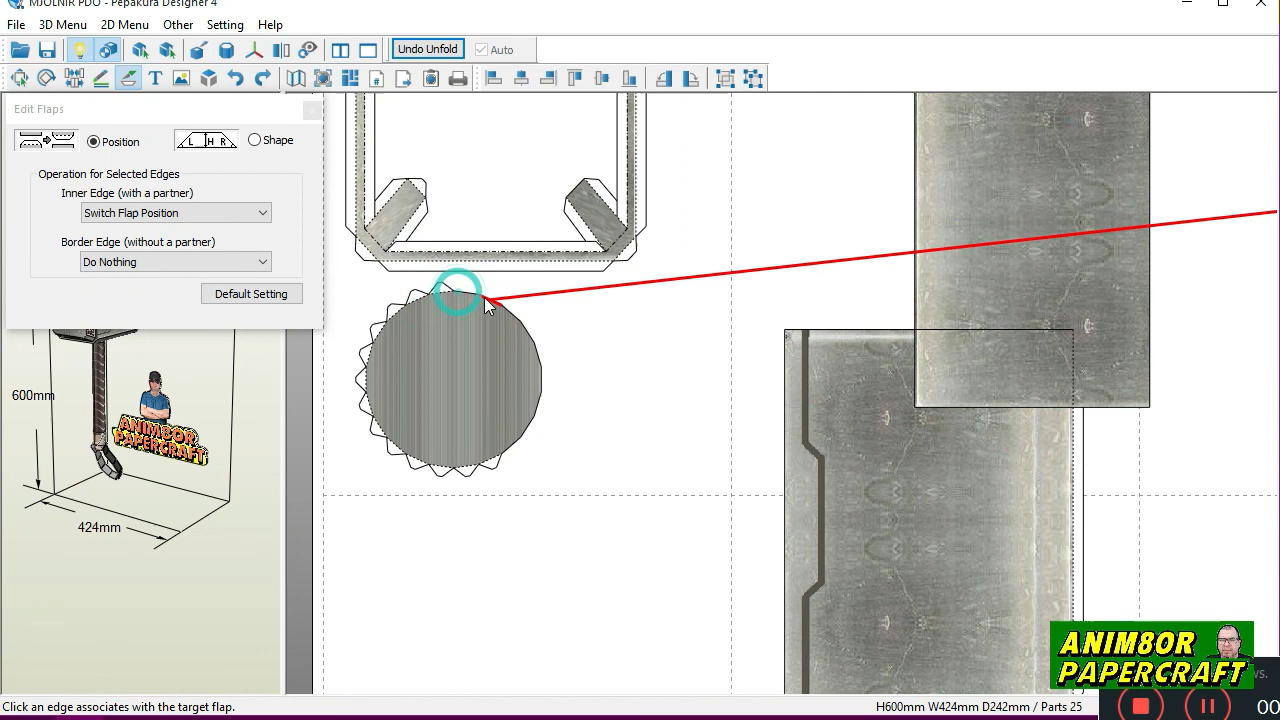 MJOLNIR PDO - Pepakura Designer 4
File 3D Menu 2D Menu Other Setting Help
Undo Unfold Auto
Edit Flaps
Position L H R Shape
Operation for Selected Edges
Inner Edge (with a partner)
Switch Flap Position
Border Edge (without a partner)
Do Nothing
Default Setting
600mm
ANIM8OR
PAPERCRAFT
424mm
ANIM8OR
PAPERCRAFT
Click an edge associates with the target flap.
H600mm W424mm D242mm / Parts 25
00